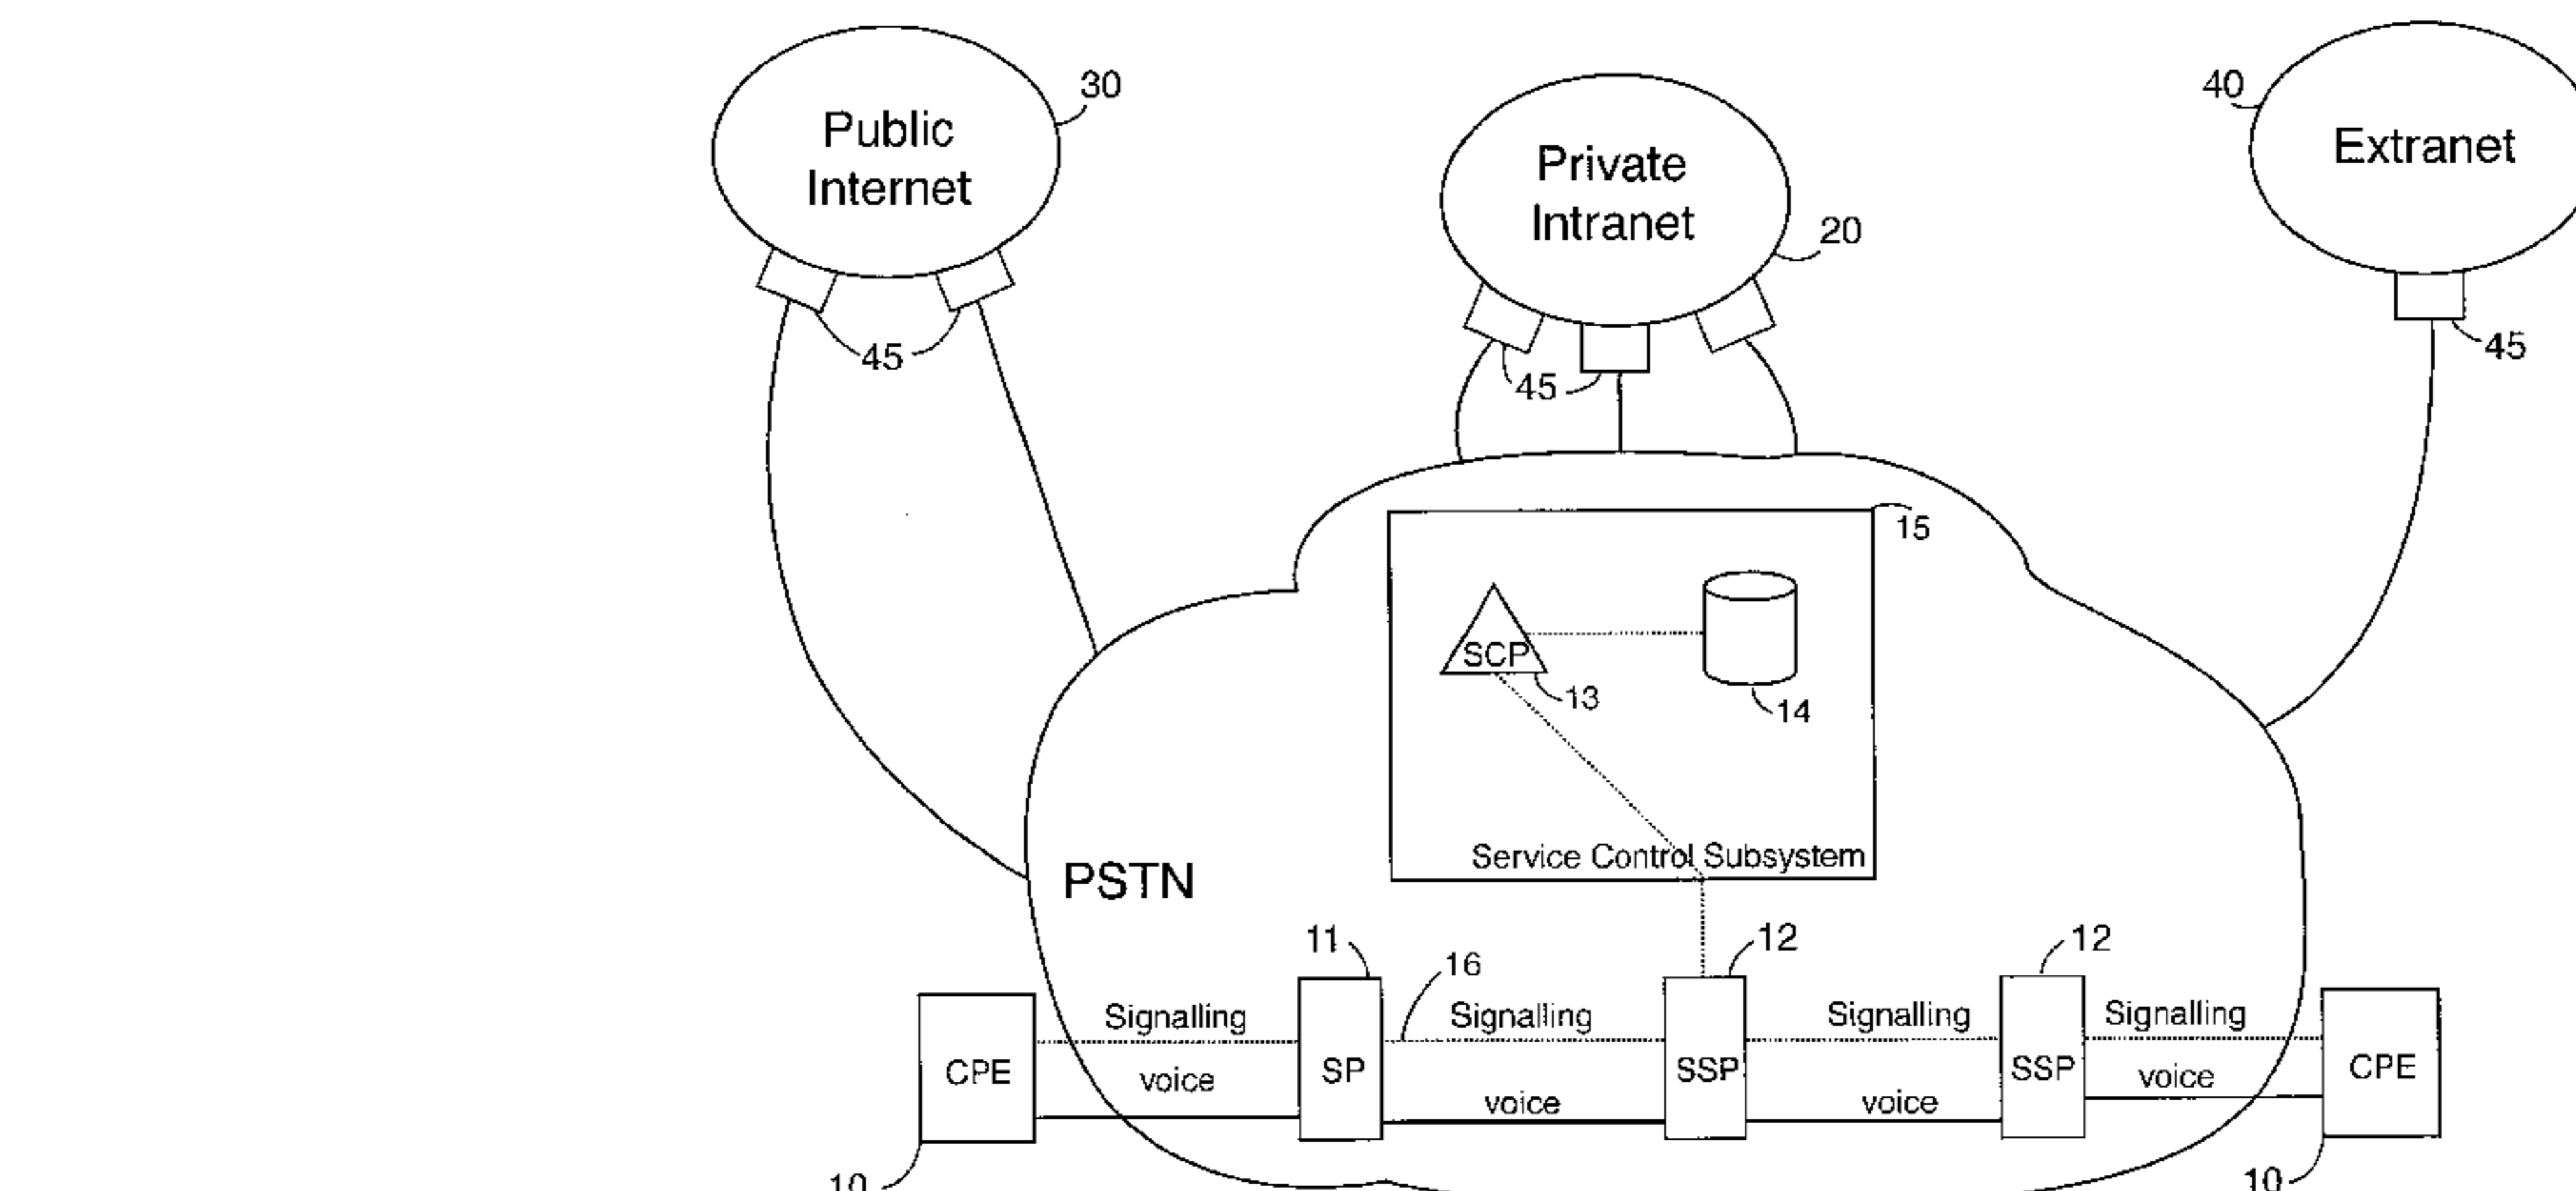 30
Public
Internet
45
Private
Intranet
20
45
40
Extranet
45
15
SCP
13
14
Service Control Subsystem
PSTN
11
16
12
12
Signalling
Signalling
Signalling
Signalling
CPE
SP
SSP
SSP
CPE
voice
voice
voice
voice
10
10